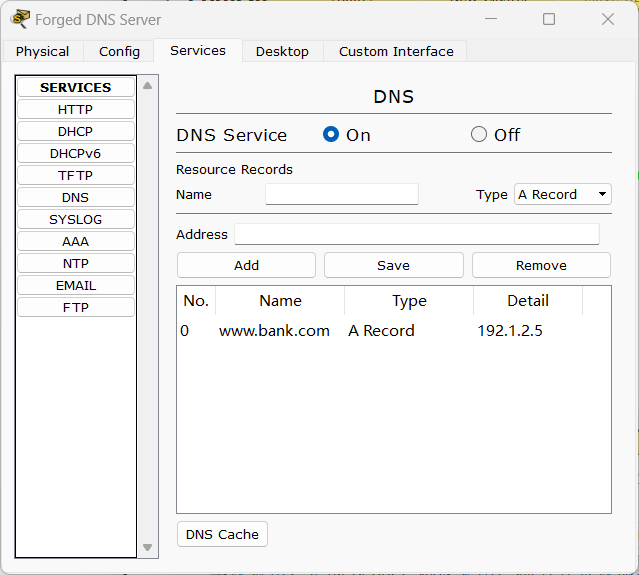 Forged DNS Server
Physical Config Services Desktop Custom Interface
SERVICES
HTTP
DHCP
DHCPv6
TFTP
DNS
SYSLOG
AAA
NTP
EMAIL
FTP
DNS
DNS Service On Off
Resource Records
Name Type A Record
Address
Add Save Remove
No. Name Type Detail
0 www.bank.com A Record 192.1.2.5
DNS Cache